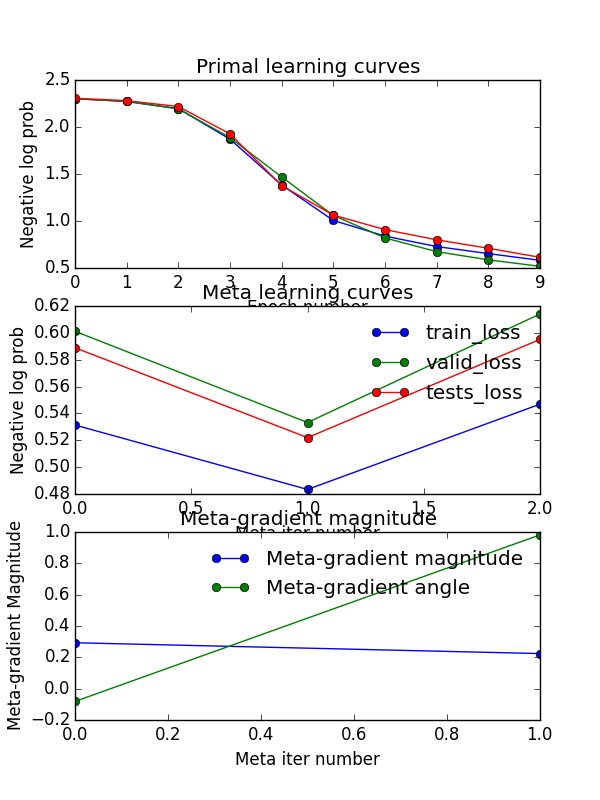 Primal learning curves
2.5
2.0
1.5
1.0
0.5
Negative log prob
0 1 2 3 4 5 6 7 8 9
Epoch number
Meta learning curves
0.62
0.60
0.58
0.56
0.54
0.52
0.50
0.48
Negative log prob
train_loss
valid_loss
tests_loss
0.0 0.5 1.0 1.5 2.0
Meta iter number
Meta-gradient magnitude
1.0
0.8
0.6
0.4
0.2
0.0
−0.2
Meta-gradient Magnitude
Meta-gradient magnitude
Meta-gradient angle
0.0 0.2 0.4 0.6 0.8 1.0
Meta iter number